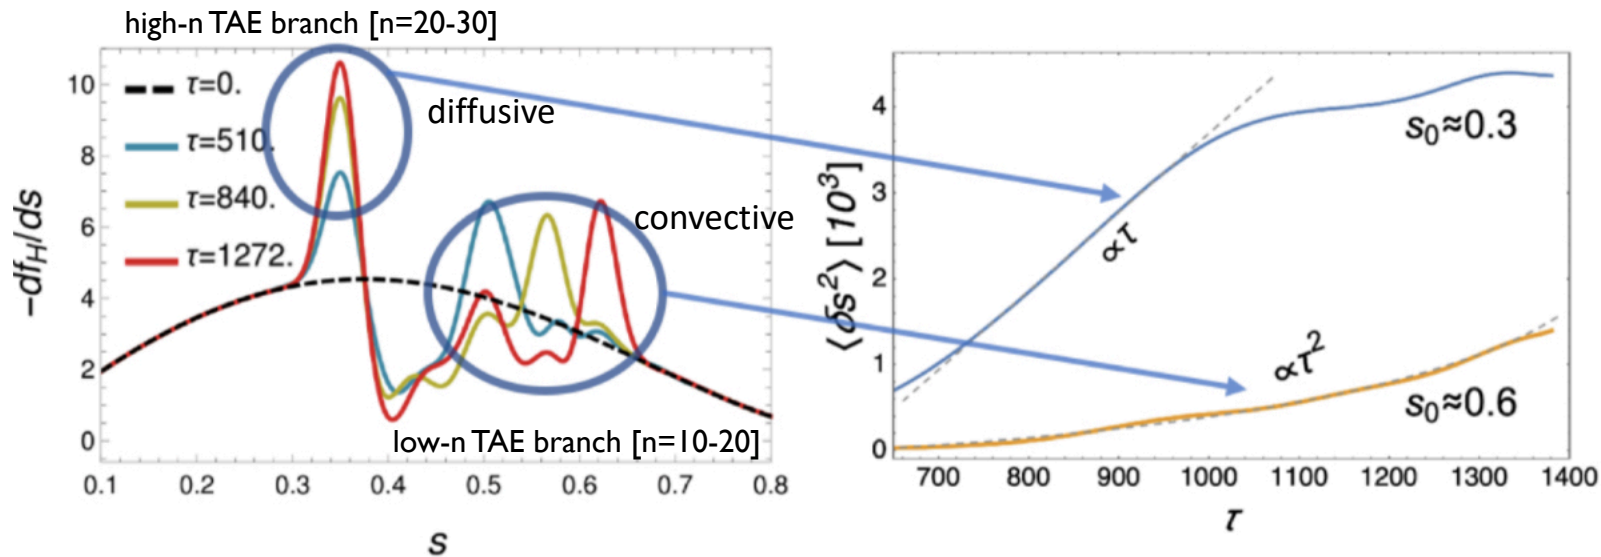 high-n TAE branch [n=20-30]
diffusive
convective
low-n TAE branch [n=10-20]
τ=0.
τ=510.
τ=840.
τ=1272.
-df_H/ds
10
8
6
4
2
0
0.1 0.2 0.3 0.4 0.5 0.6 0.7 0.8
s
⟨δs²⟩ [10³]
4
3
2
1
0
s₀≈0.3
∝τ
∝τ²
s₀≈0.6
700 800 900 1000 1100 1200 1300 1400
τ